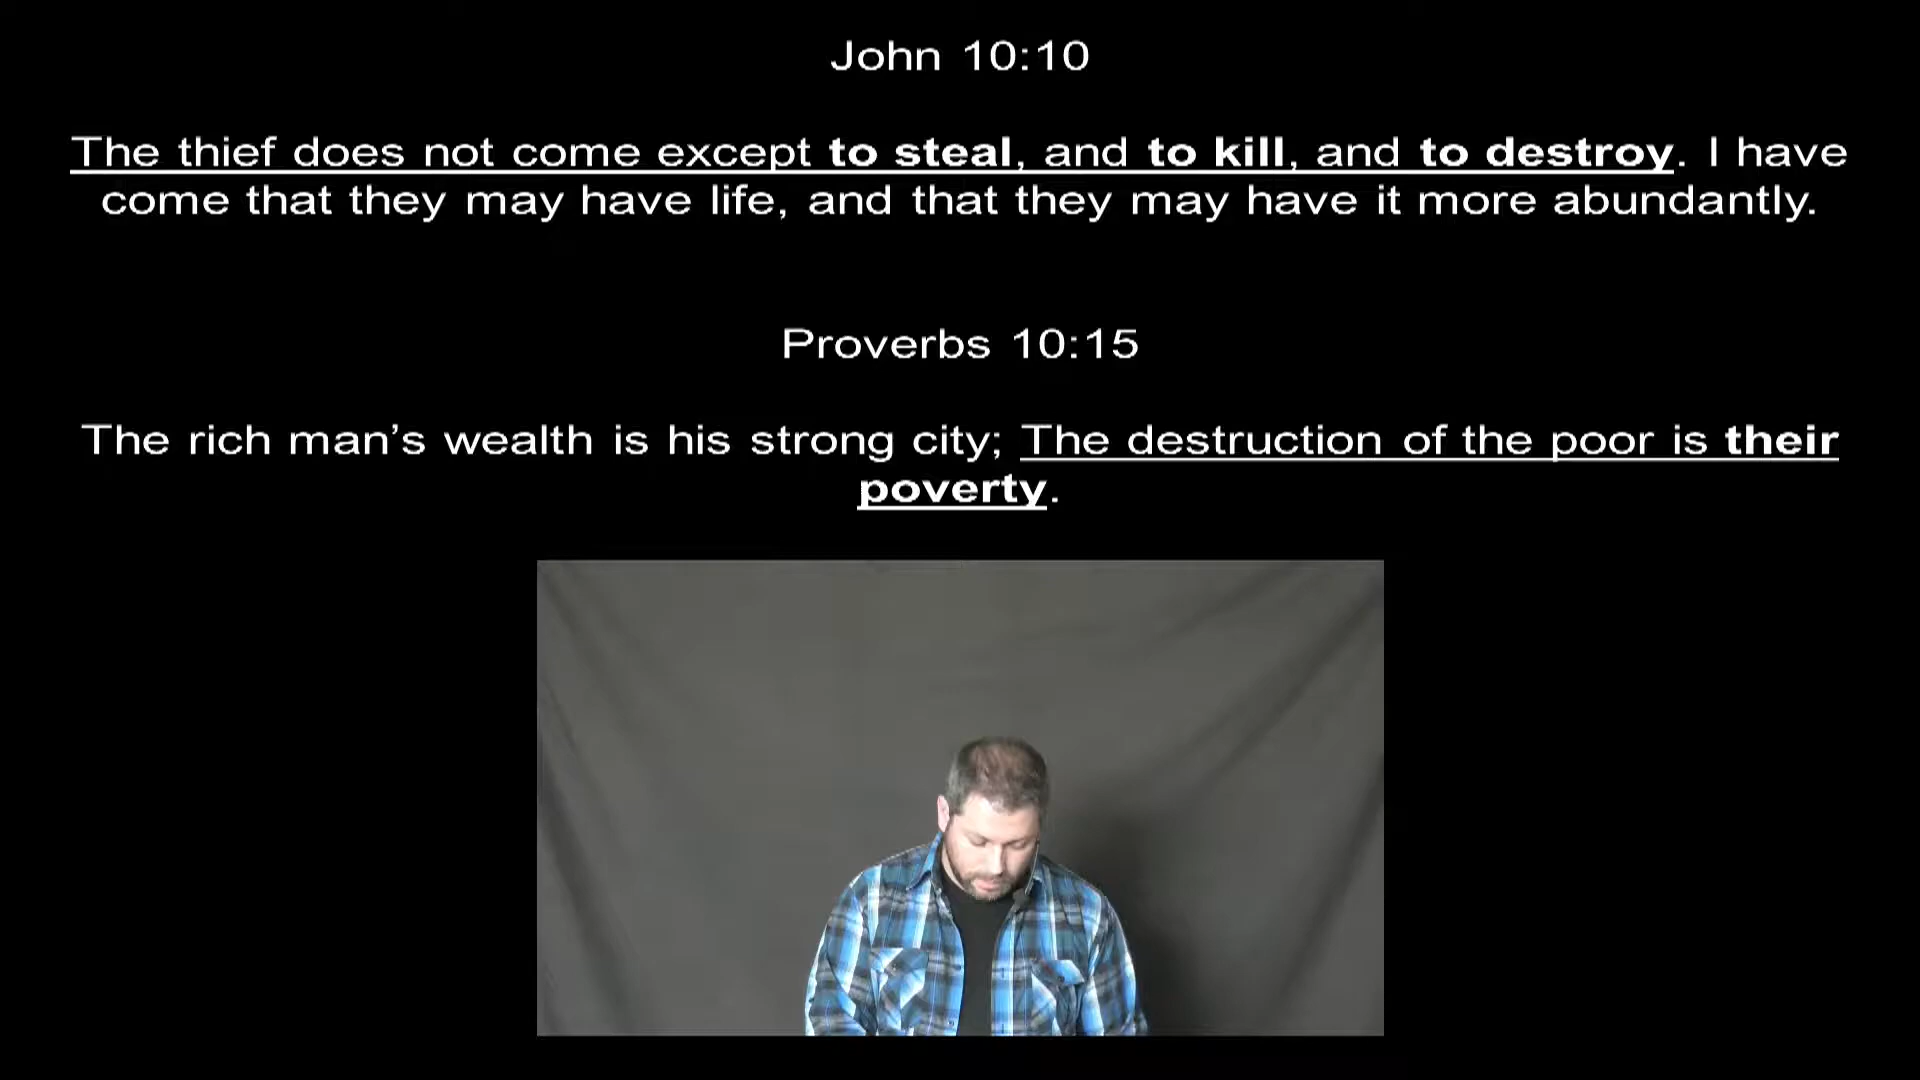 John 10:10
The thief does not come except to steal, and to kill, and to destroy. I have
come that they may have life, and that they may have it more abundantly.
Proverbs 10:15
The rich man’s wealth is his strong city; The destruction of the poor is their
poverty.